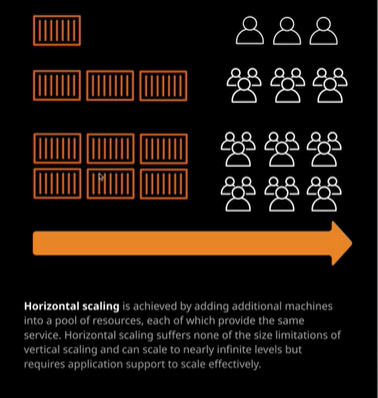 Horizontal scaling is achieved by adding additional machines
into a pool of resources, each of which provide the same
service. Horizontal scaling suffers none of the size limitations of
vertical scaling and can scale to nearly infinite levels but
requires application support to scale effectively.